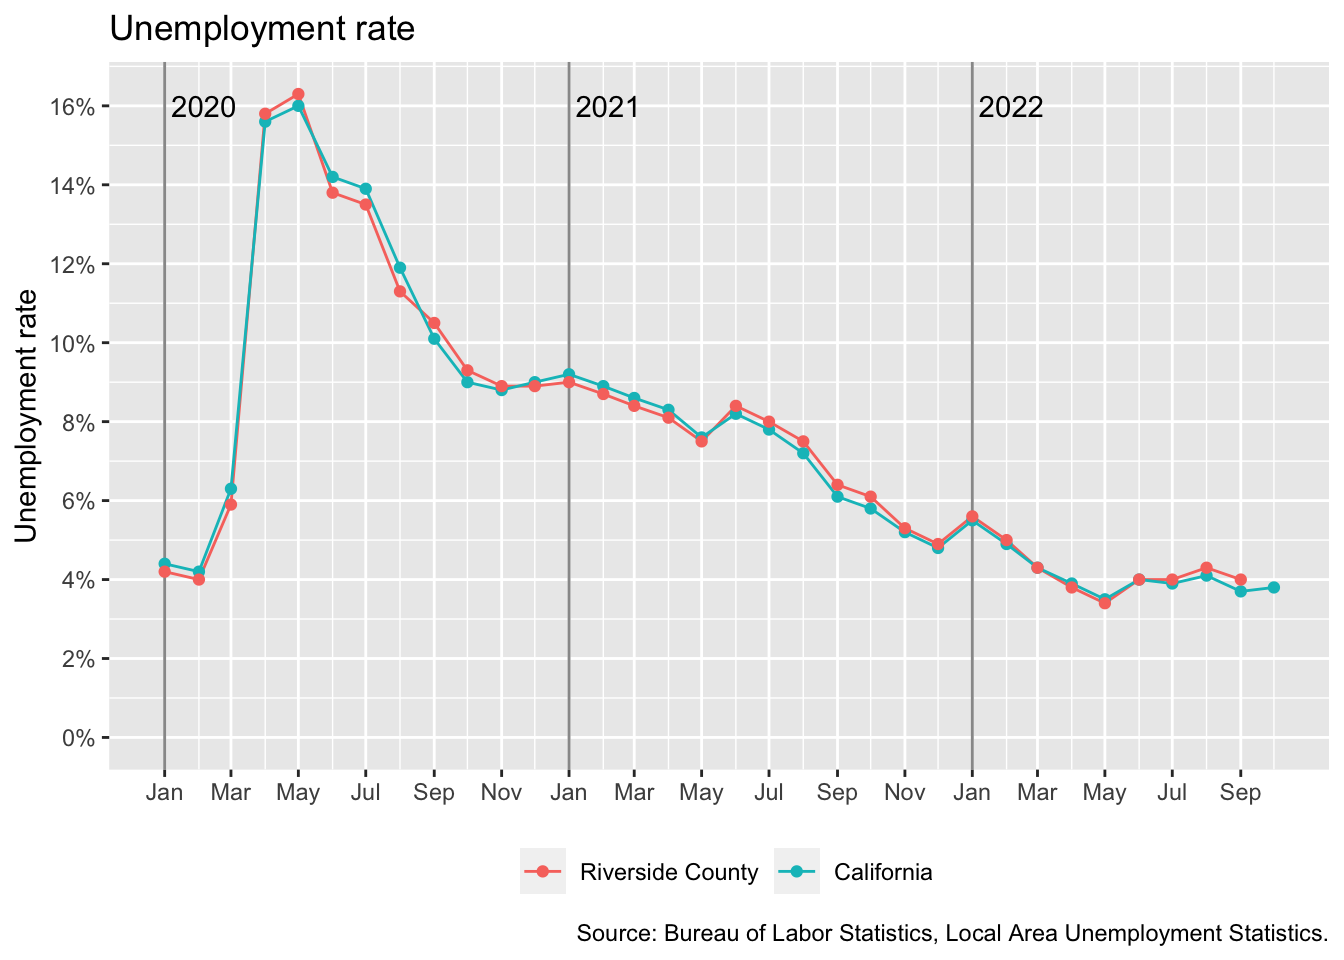 Unemployment rate
Unemployment rate
16%
14%
12%
10%
8%
6%
4%
2%
0%
2020 2021 2022
Jan Mar May Jul Sep Nov Jan Mar May Jul Sep Nov Jan Mar May Jul Sep
Riverside County California
Source: Bureau of Labor Statistics, Local Area Unemployment Statistics.